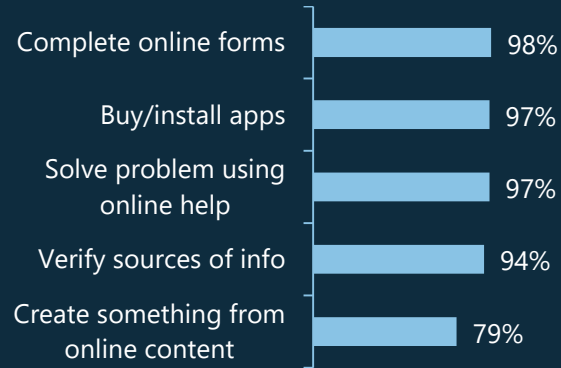 Complete online forms 98%
Buy/install apps 97%
Solve problem using
online help 97%
Verify sources of info 94%
Create something from
online content 79%